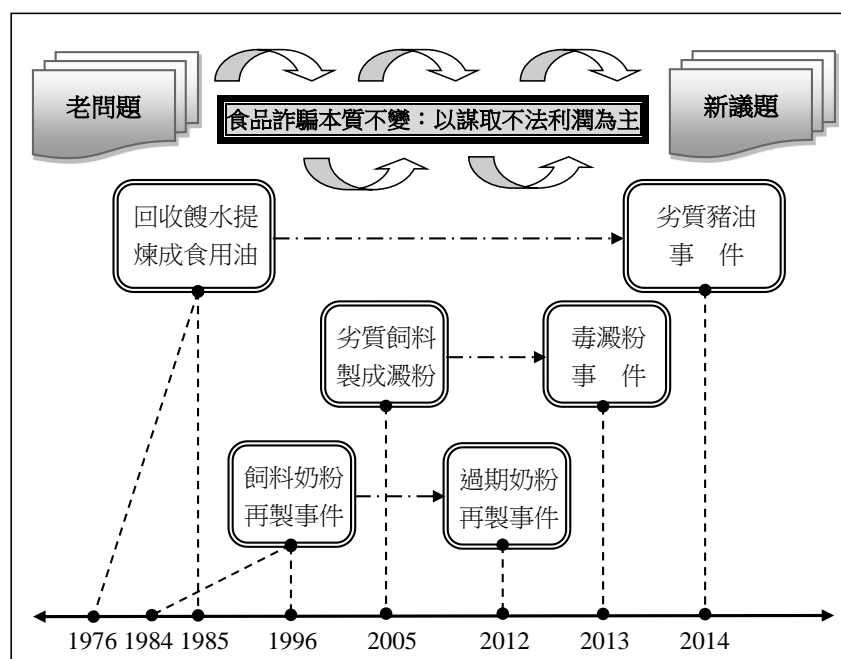 老問題
食品詐騙本質不變：以謀取不法利潤為主
新議題
回收餿水提
煉成食用油
劣質豬油
事　件
劣質飼料
製成澱粉
毒澱粉
事　件
飼料奶粉
再製事件
過期奶粉
再製事件
1976 1984 1985 1996 2005 2012 2013 2014